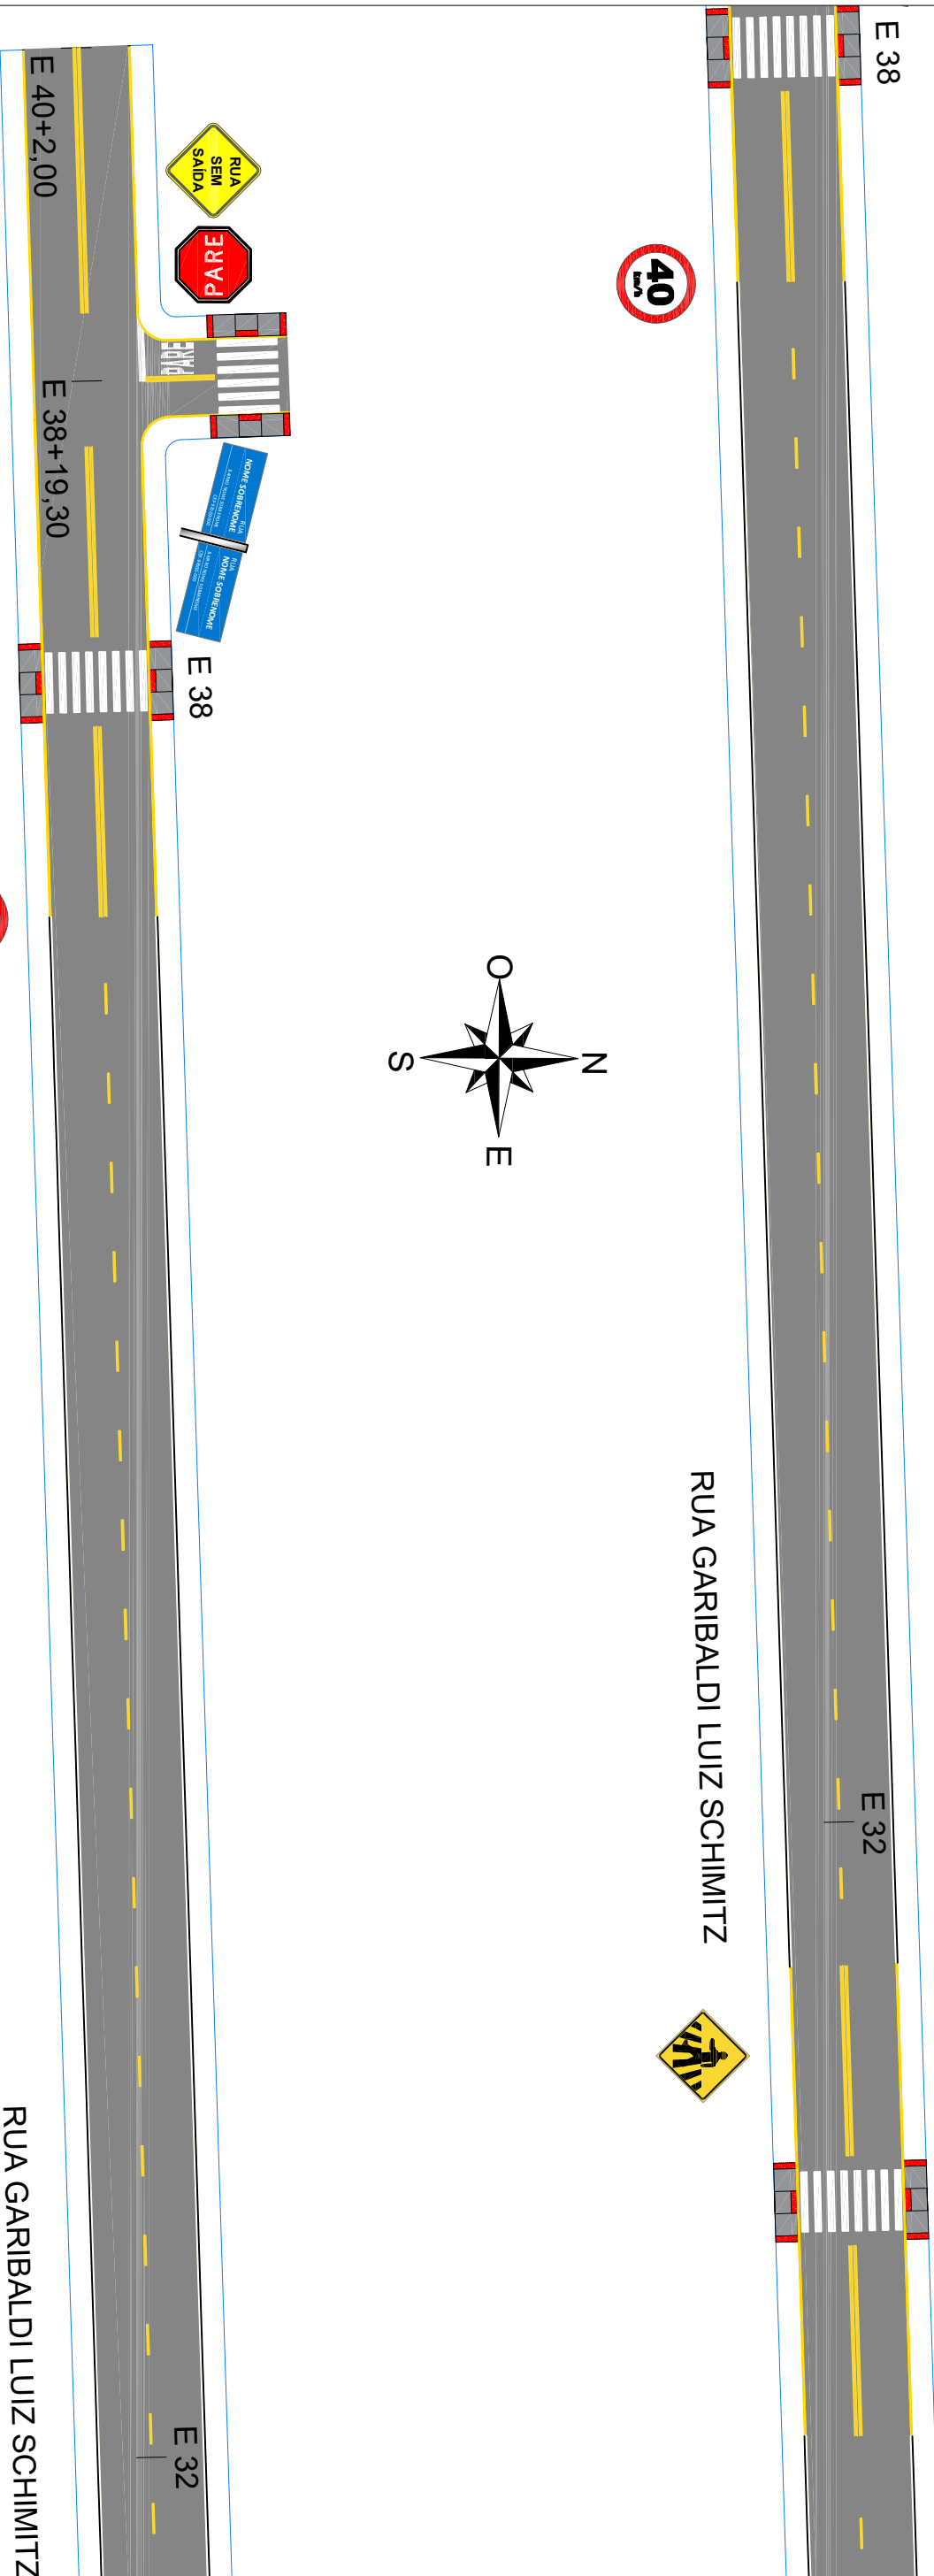 E 38
E 40+2,00
RUA
SEM
SAÍDA
PARE
40
km/h
PARE
E 38+19,30
RUA
NOME SOBRENOME
RUA
NOME SOBRENOME
E 38
O
N
S
E
RUA GARIBALDI LUIZ SCHIMITZ
E 32
RUA GARIBALDI LUIZ SCHIMITZ
E 32